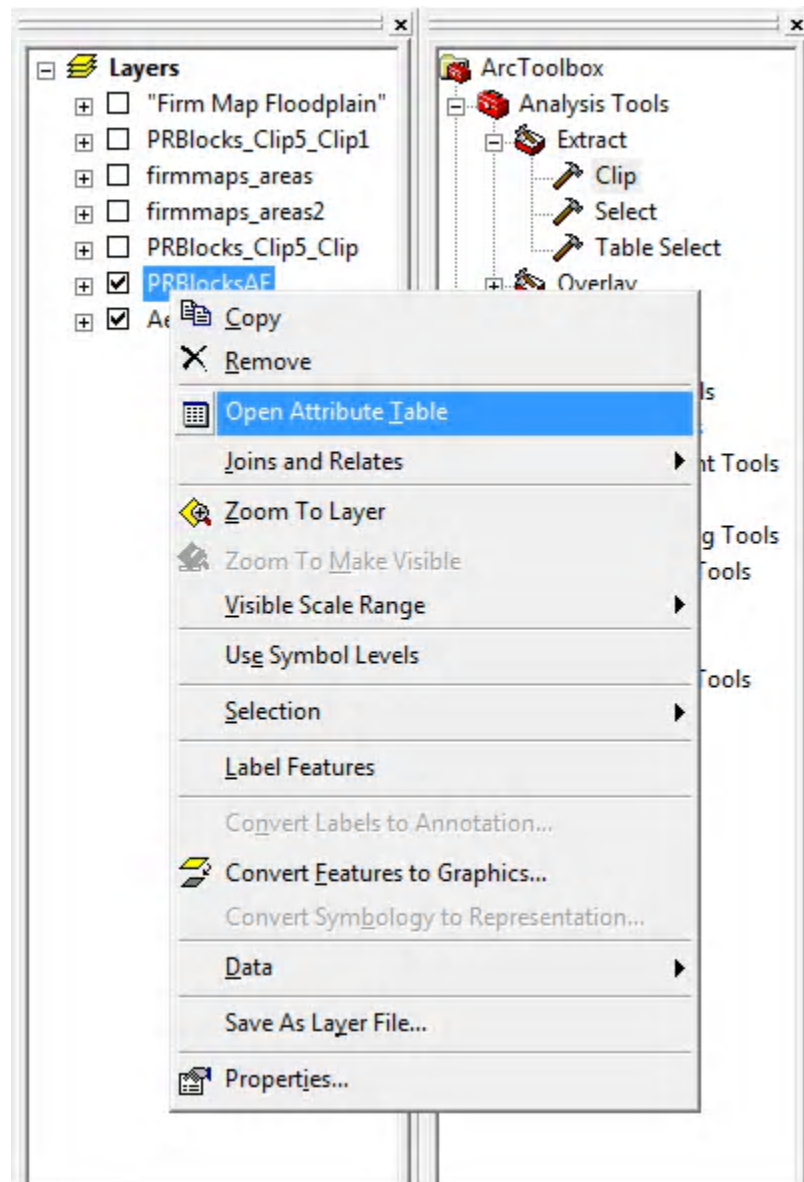 Layers
"Firm Map Floodplain"
PRBlocks_Clip5_Clip1
firmmaps_areas
firmmaps_areas2
PRBlocks_Clip5_Clip
PRBlocksAE
ArcToolbox
Analysis Tools
Extract
Clip
Select
Table Select
Overlay
nt Tools
g Tools
Tools
Tools
Copy
Remove
Open Attribute Table
Joins and Relates
Zoom To Layer
Zoom To Make Visible
Visible Scale Range
Use Symbol Levels
Selection
Label Features
Convert Labels to Annotation...
Convert Features to Graphics...
Convert Symbology to Representation...
Data
Save As Layer File...
Properties...